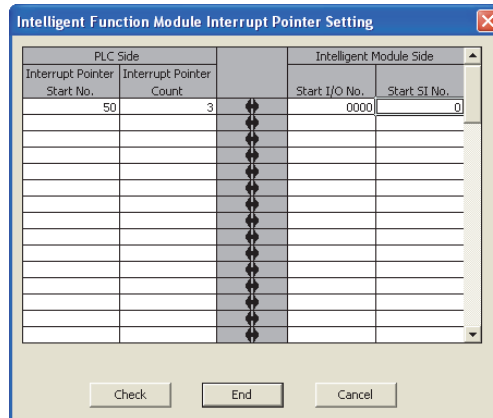 Intelligent Function Module Interrupt Pointer Setting
PLC Side Intelligent Module Side
Interrupt Pointer Interrupt Pointer
Start No. Count Start I/O No. Start SI No.
50 3 0000 0
Check End Cancel